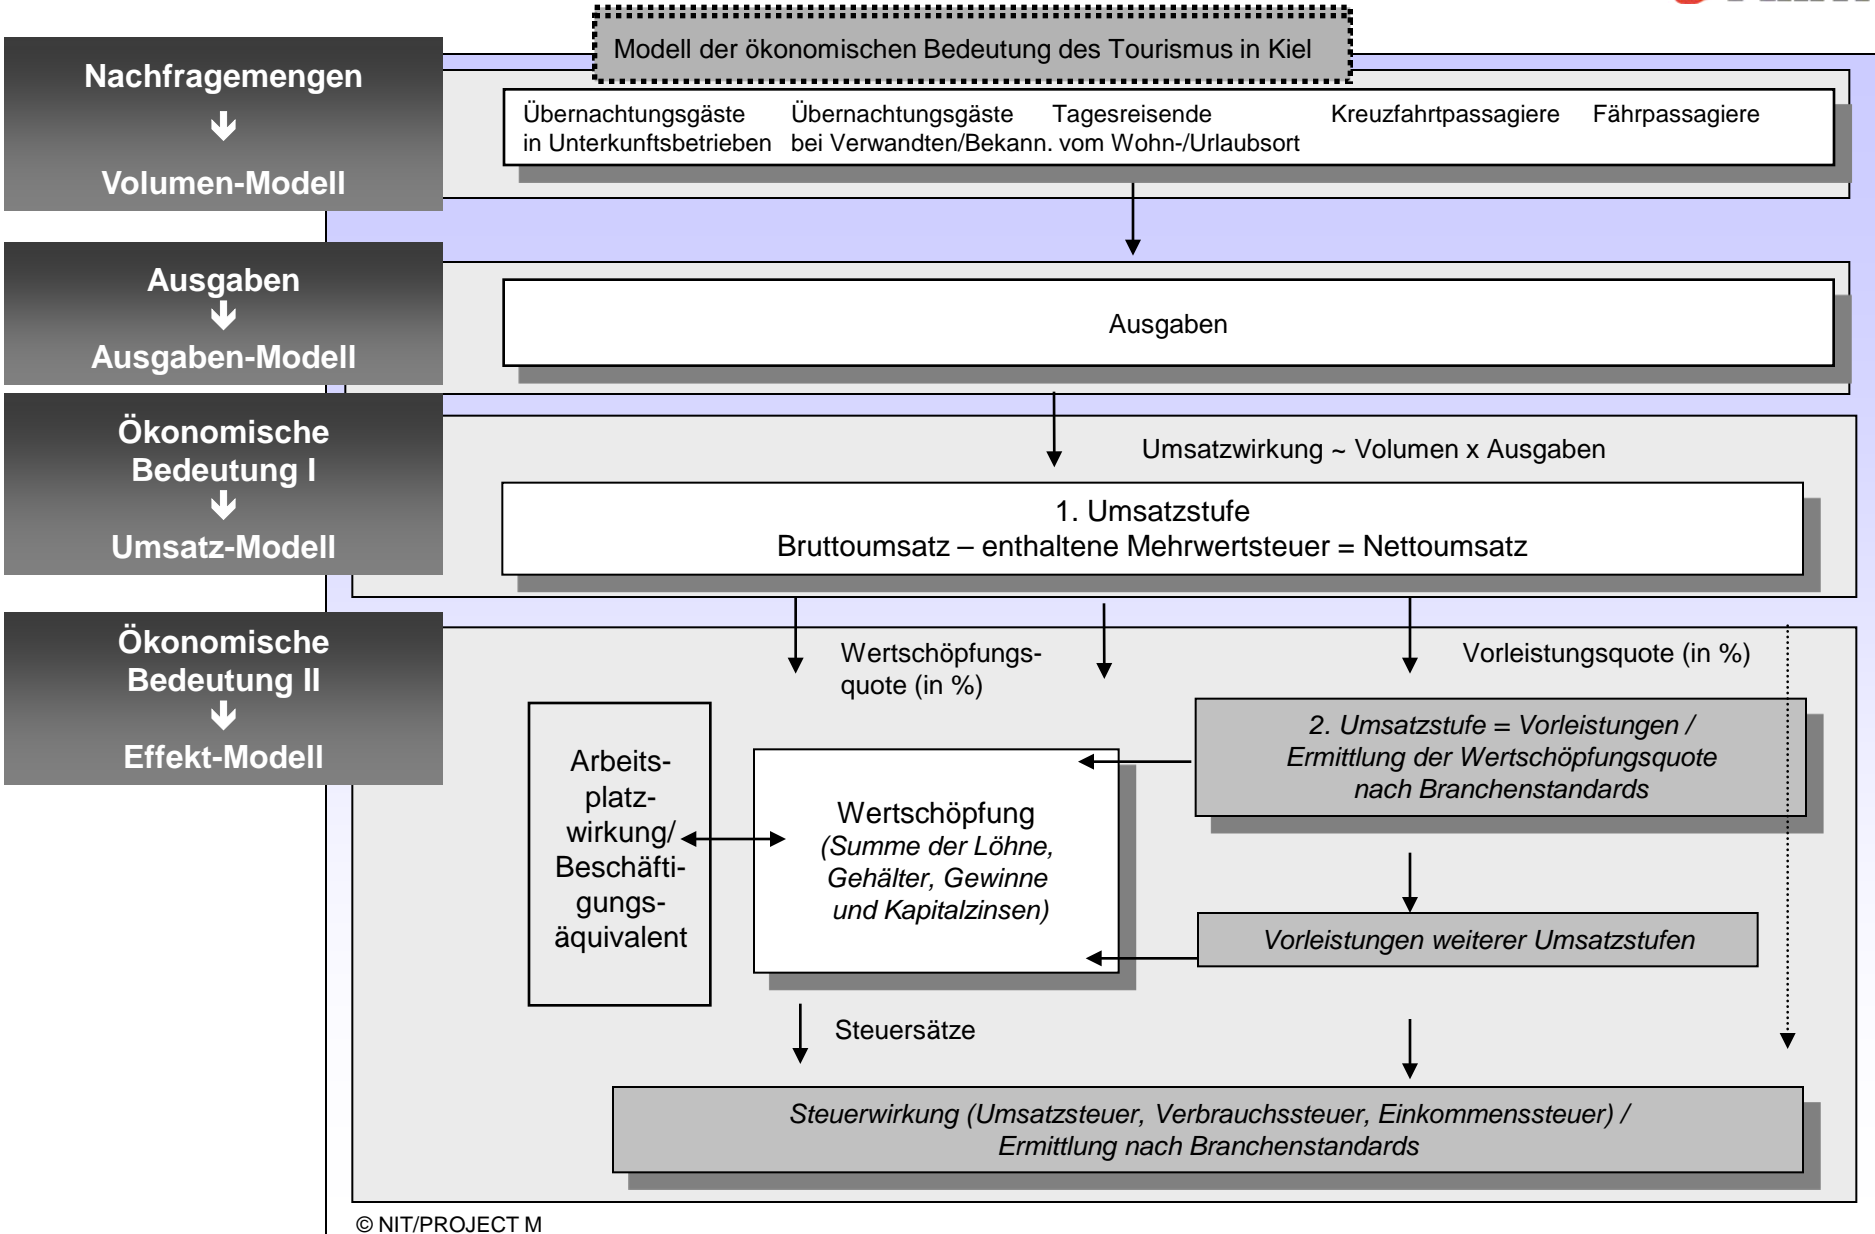 Modell der ökonomischen Bedeutung des Tourismus in Kiel
Nachfragemengen
Volumen-Modell
Übernachtungsgäste
in Unterkunftsbetrieben
Übernachtungsgäste
bei Verwandten/Bekann.
Tagesreisende
vom Wohn-/Urlaubsort
Kreuzfahrtpassagiere
Fährpassagiere
Ausgaben
Ausgaben-Modell
Ausgaben
Ökonomische
Bedeutung I
Umsatz-Modell
Umsatzwirkung ~ Volumen x Ausgaben
1. Umsatzstufe
Bruttoumsatz – enthaltene Mehrwertsteuer = Nettoumsatz
Ökonomische
Bedeutung II
Effekt-Modell
Wertschöpfungs-
quote (in %)
Vorleistungsquote (in %)
Arbeits-
platz-
wirkung/
Beschäfti-
gungs-
äquivalent
Wertschöpfung
(Summe der Löhne,
Gehälter, Gewinne
und Kapitalzinsen)
2. Umsatzstufe = Vorleistungen /
Ermittlung der Wertschöpfungsquote
nach Branchenstandards
Vorleistungen weiterer Umsatzstufen
Steuersätze
Steuerwirkung (Umsatzsteuer, Verbrauchssteuer, Einkommenssteuer) /
Ermittlung nach Branchenstandards
© NIT/PROJECT M